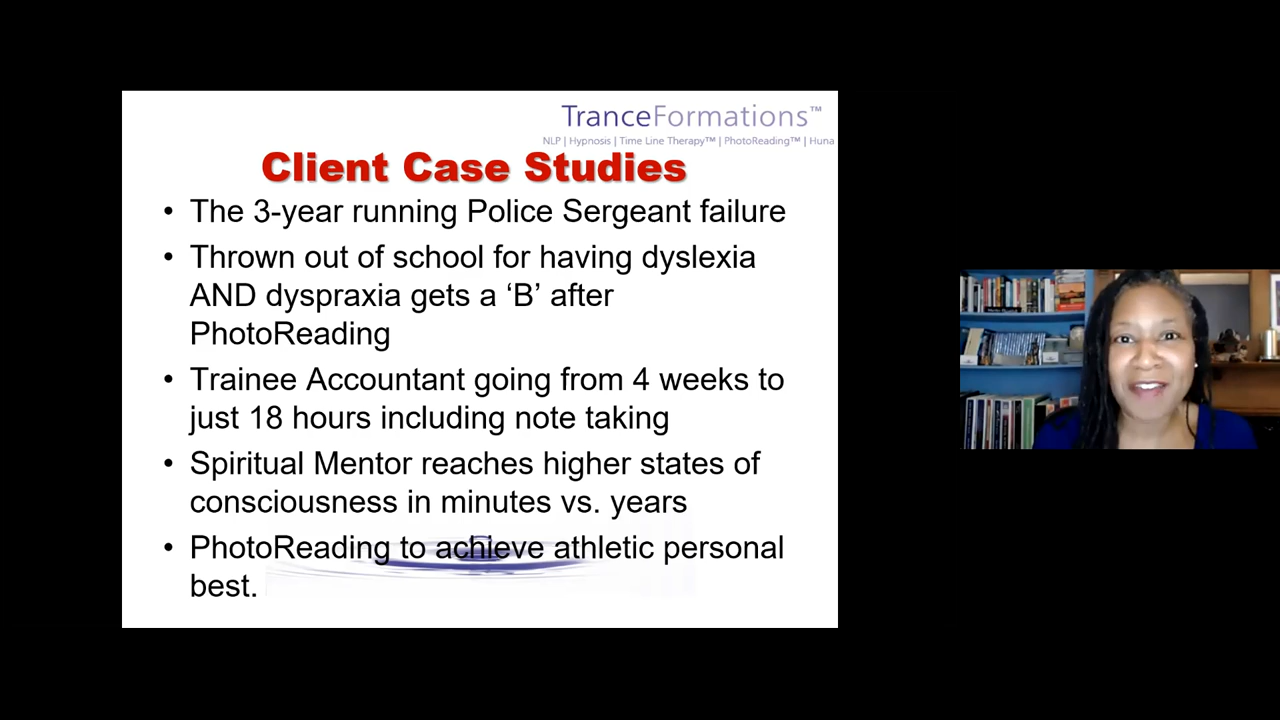 TranceFormations™
NLP | Hypnosis | Time Line Therapy™ | PhotoReading™ | Huna
Client Case Studies
• The 3-year running Police Sergeant failure
• Thrown out of school for having dyslexia
AND dyspraxia gets a ‘B’ after
PhotoReading
• Trainee Accountant going from 4 weeks to
just 18 hours including note taking
• Spiritual Mentor reaches higher states of
consciousness in minutes vs. years
• PhotoReading to achieve athletic personal
best.